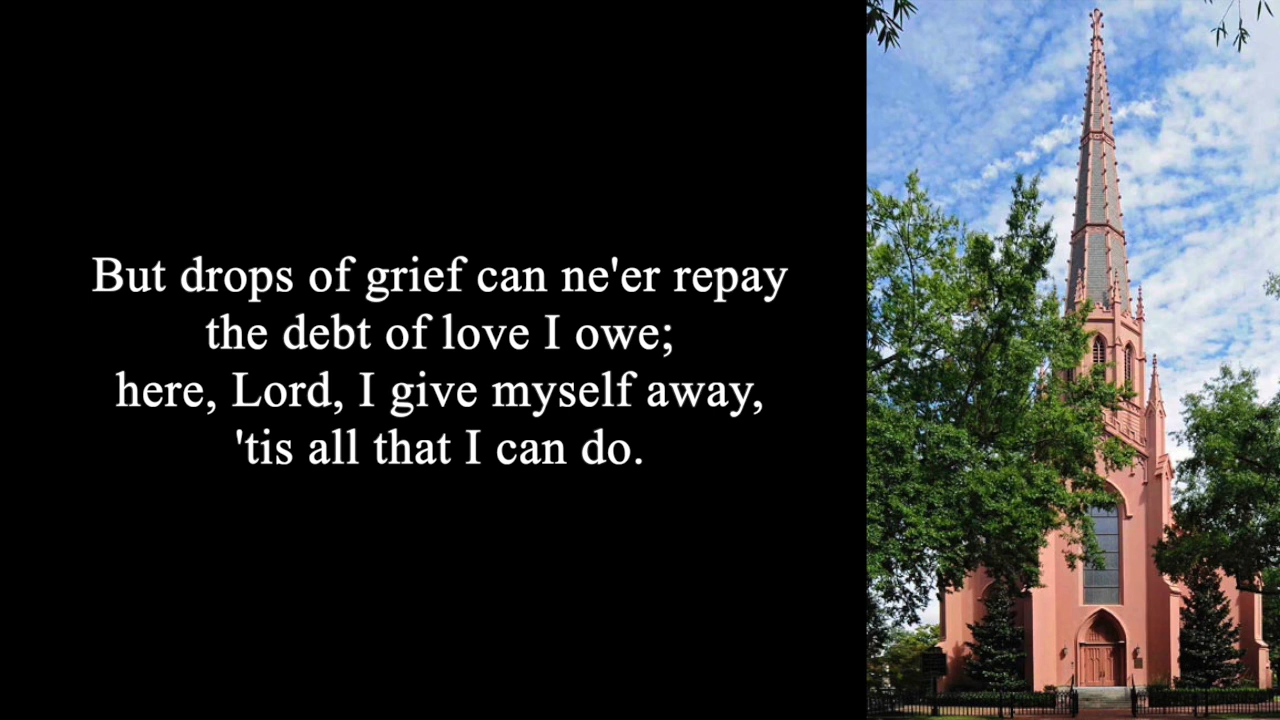 But drops of grief can ne'er repay
the debt of love I owe;
here, Lord, I give myself away,
'tis all that I can do.